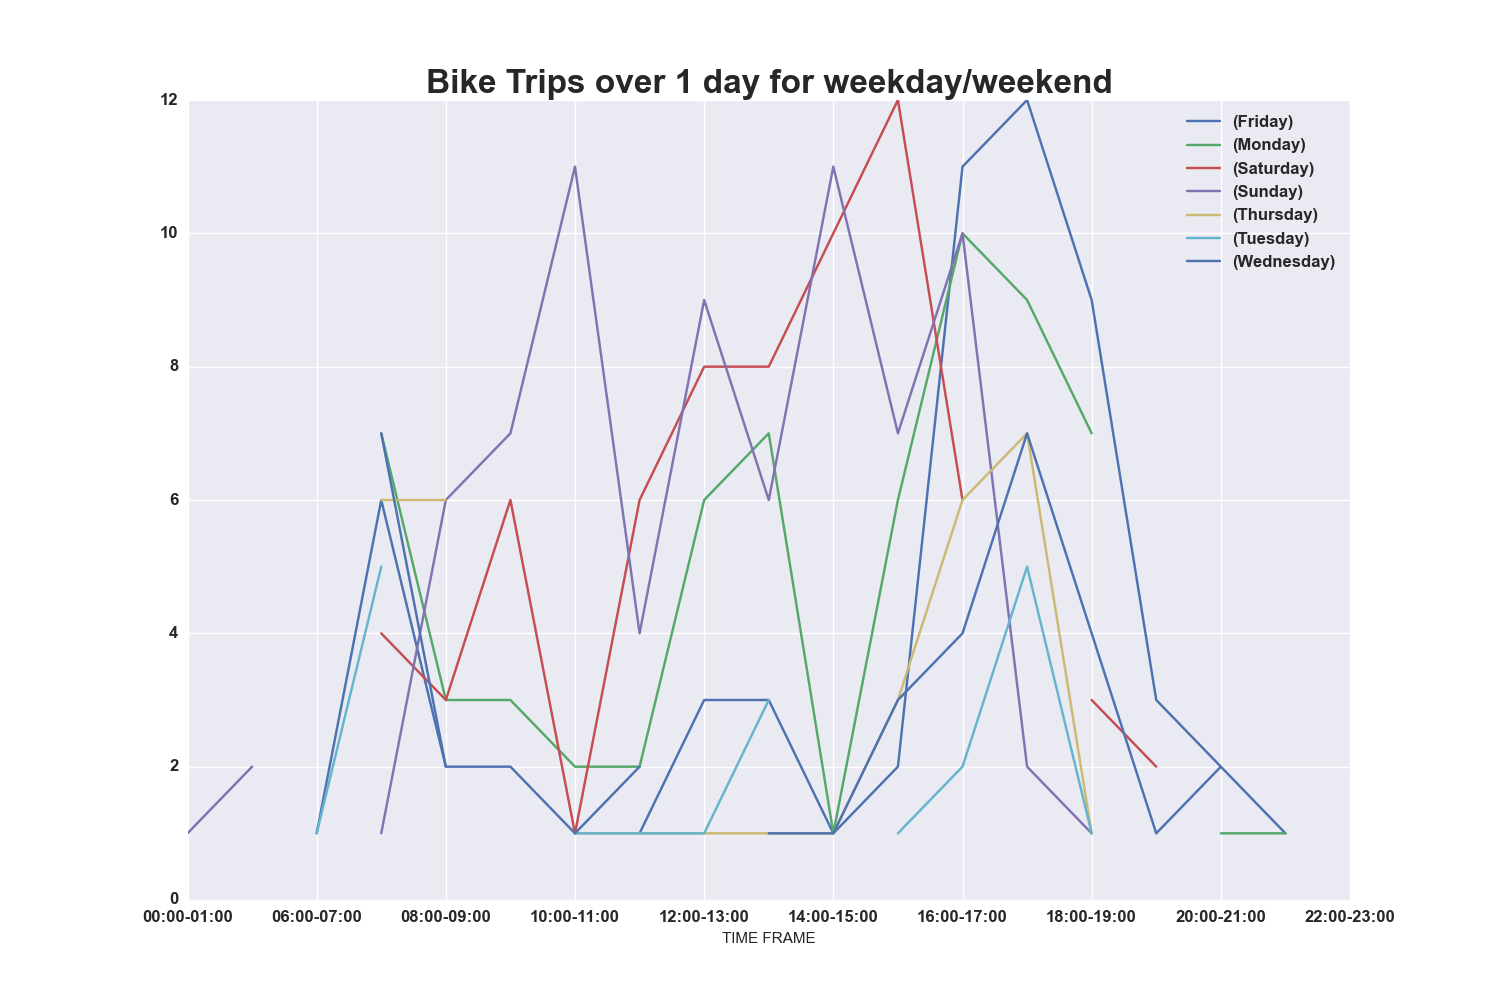 Bike Trips over 1 day for weekday/weekend
12
10
8
6
4
2
0
(Friday)
(Monday)
(Saturday)
(Sunday)
(Thursday)
(Tuesday)
(Wednesday)
00:00-01:00 06:00-07:00 08:00-09:00 10:00-11:00 12:00-13:00 14:00-15:00 16:00-17:00 18:00-19:00 20:00-21:00 22:00-23:00
TIME FRAME